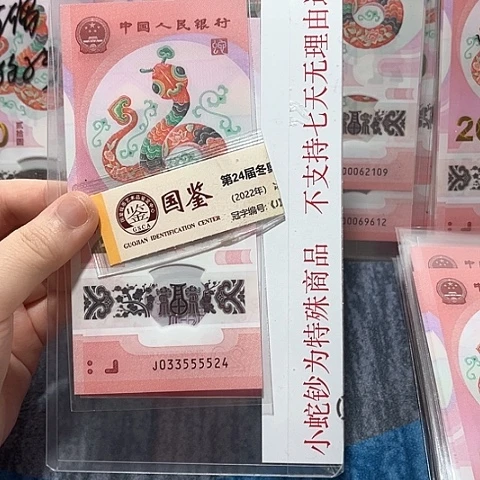 中国人民银行
国鉴
第24届冬
(2022年)
冠字编号:
GSCA
GUOJIAN IDENTIFICATION CENTER
J033555524
小蛇钞为特殊商品 不支持七天无理由
00062109
00069612
20